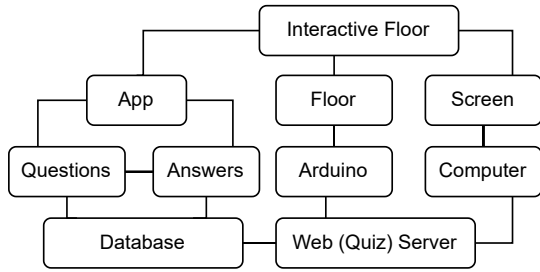 Interactive Floor
App
Floor
Screen
Questions
Answers
Arduino
Computer
Database
Web (Quiz) Server